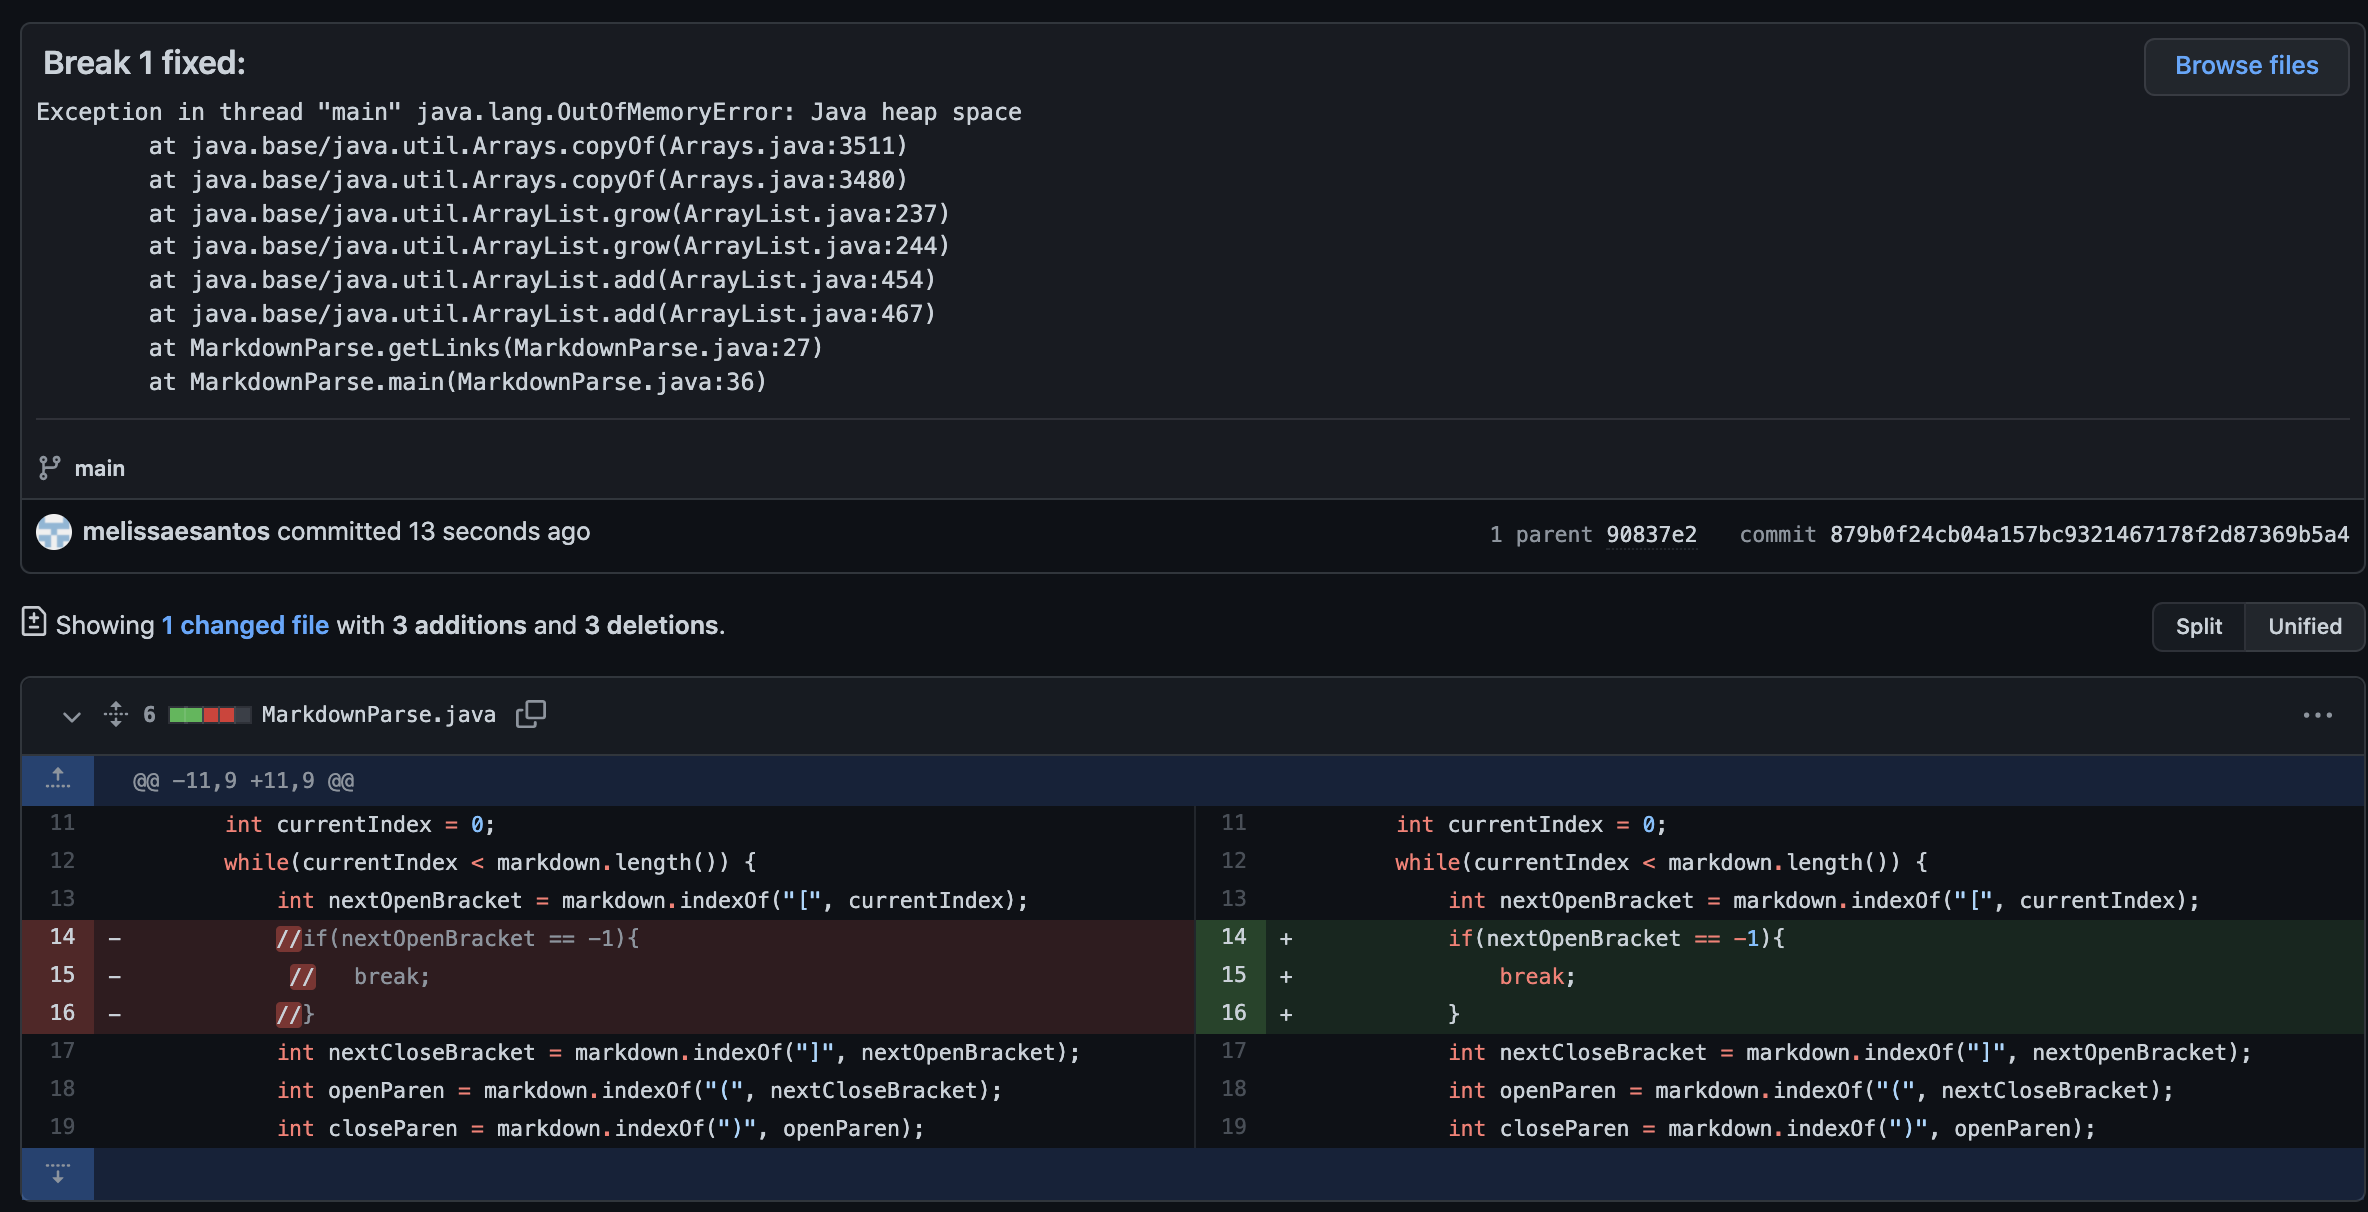 Break 1 fixed:
Browse files
Exception in thread "main" java.lang.OutOfMemoryError: Java heap space
at java.base/java.util.Arrays.copyOf(Arrays.java:3511)
at java.base/java.util.Arrays.copyOf(Arrays.java:3480)
at java.base/java.util.ArrayList.grow(ArrayList.java:237)
at java.base/java.util.ArrayList.grow(ArrayList.java:244)
at java.base/java.util.ArrayList.add(ArrayList.java:454)
at java.base/java.util.ArrayList.add(ArrayList.java:467)
at MarkdownParse.getLinks(MarkdownParse.java:27)
at MarkdownParse.main(MarkdownParse.java:36)
main
melissaesantos committed 13 seconds ago
1 parent 90837e2 commit 879b0f24cb04a157bc9321467178f2d87369b5a4
Showing 1 changed file with 3 additions and 3 deletions.
Split Unified
6 MarkdownParse.java
@@ -11,9 +11,9 @@
11 int currentIndex = 0;
12 while(currentIndex < markdown.length()) {
13 int nextOpenBracket = markdown.indexOf("[", currentIndex);
14 - //if(nextOpenBracket == -1){
15 - // break;
16 - //}
17 int nextCloseBracket = markdown.indexOf("]", nextOpenBracket);
18 int openParen = markdown.indexOf("(", nextCloseBracket);
19 int closeParen = markdown.indexOf(")", openParen);
11 int currentIndex = 0;
12 while(currentIndex < markdown.length()) {
13 int nextOpenBracket = markdown.indexOf("[", currentIndex);
14 + if(nextOpenBracket == -1){
15 + break;
16 + }
17 int nextCloseBracket = markdown.indexOf("]", nextOpenBracket);
18 int openParen = markdown.indexOf("(", nextCloseBracket);
19 int closeParen = markdown.indexOf(")", openParen);